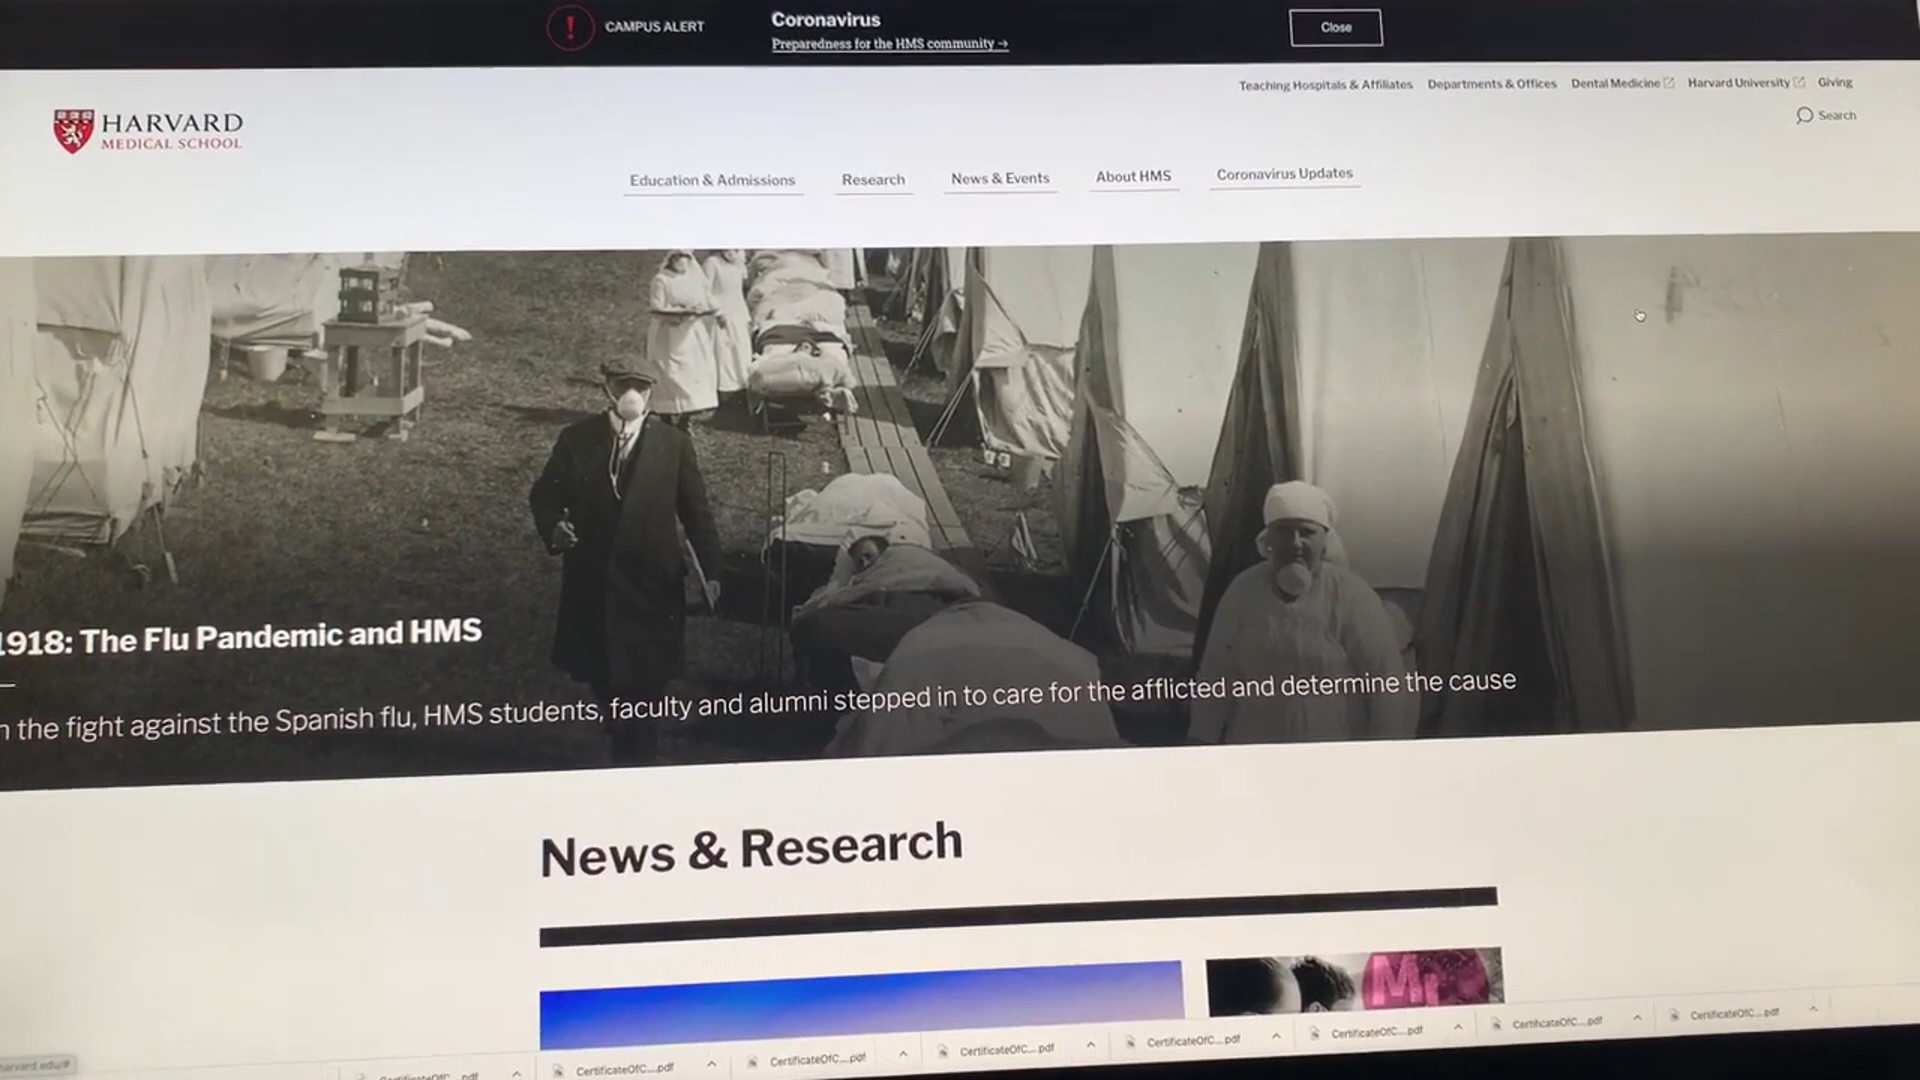 CAMPUS ALERT
Coronavirus
Preparedness for the HMS community →
Close
Teaching Hospitals & Affiliates Departments & Offices Dental Medicine Harvard University Giving
Search
HARVARD
MEDICAL SCHOOL
Education & Admissions Research News & Events About HMS Coronavirus Updates
1918: The Flu Pandemic and HMS
n the fight against the Spanish flu, HMS students, faculty and alumni stepped in to care for the afflicted and determine the cause
News & Research
CertificateOfC....pdf CertificateOfC....pdf CertificateOfC....pdf CertificateOfC....pdf CertificateOfC....pdf CertificateOfC....pdf CertificateOfC....pdf CertificateOfC....pdf
harvard.edu/#